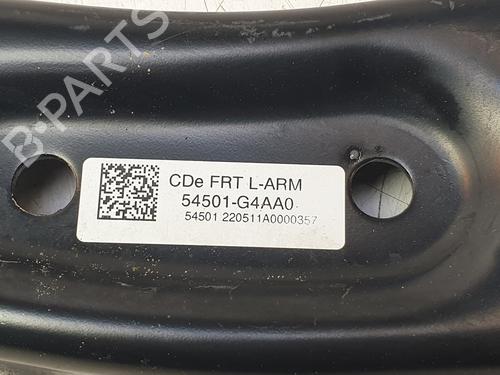 B-PARTS
CDe FRT L-ARM
54501-G4AA0
54501 220511A0000357